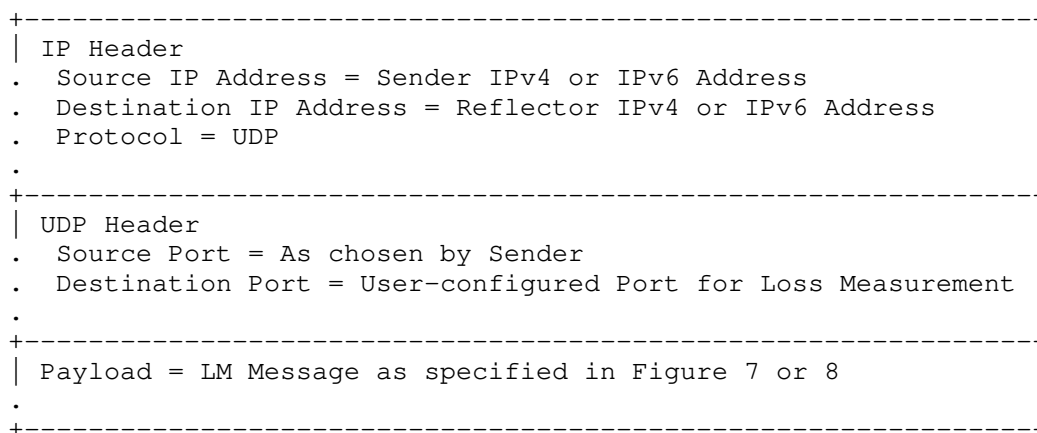 +---------------------------------------------------------------
| IP Header
. Source IP Address = Sender IPv4 or IPv6 Address
. Destination IP Address = Reflector IPv4 or IPv6 Address
. Protocol = UDP
.
+---------------------------------------------------------------
| UDP Header
. Source Port = As chosen by Sender
. Destination Port = User-configured Port for Loss Measurement
.
+---------------------------------------------------------------
| Payload = LM Message as specified in Figure 7 or 8
.
+---------------------------------------------------------------